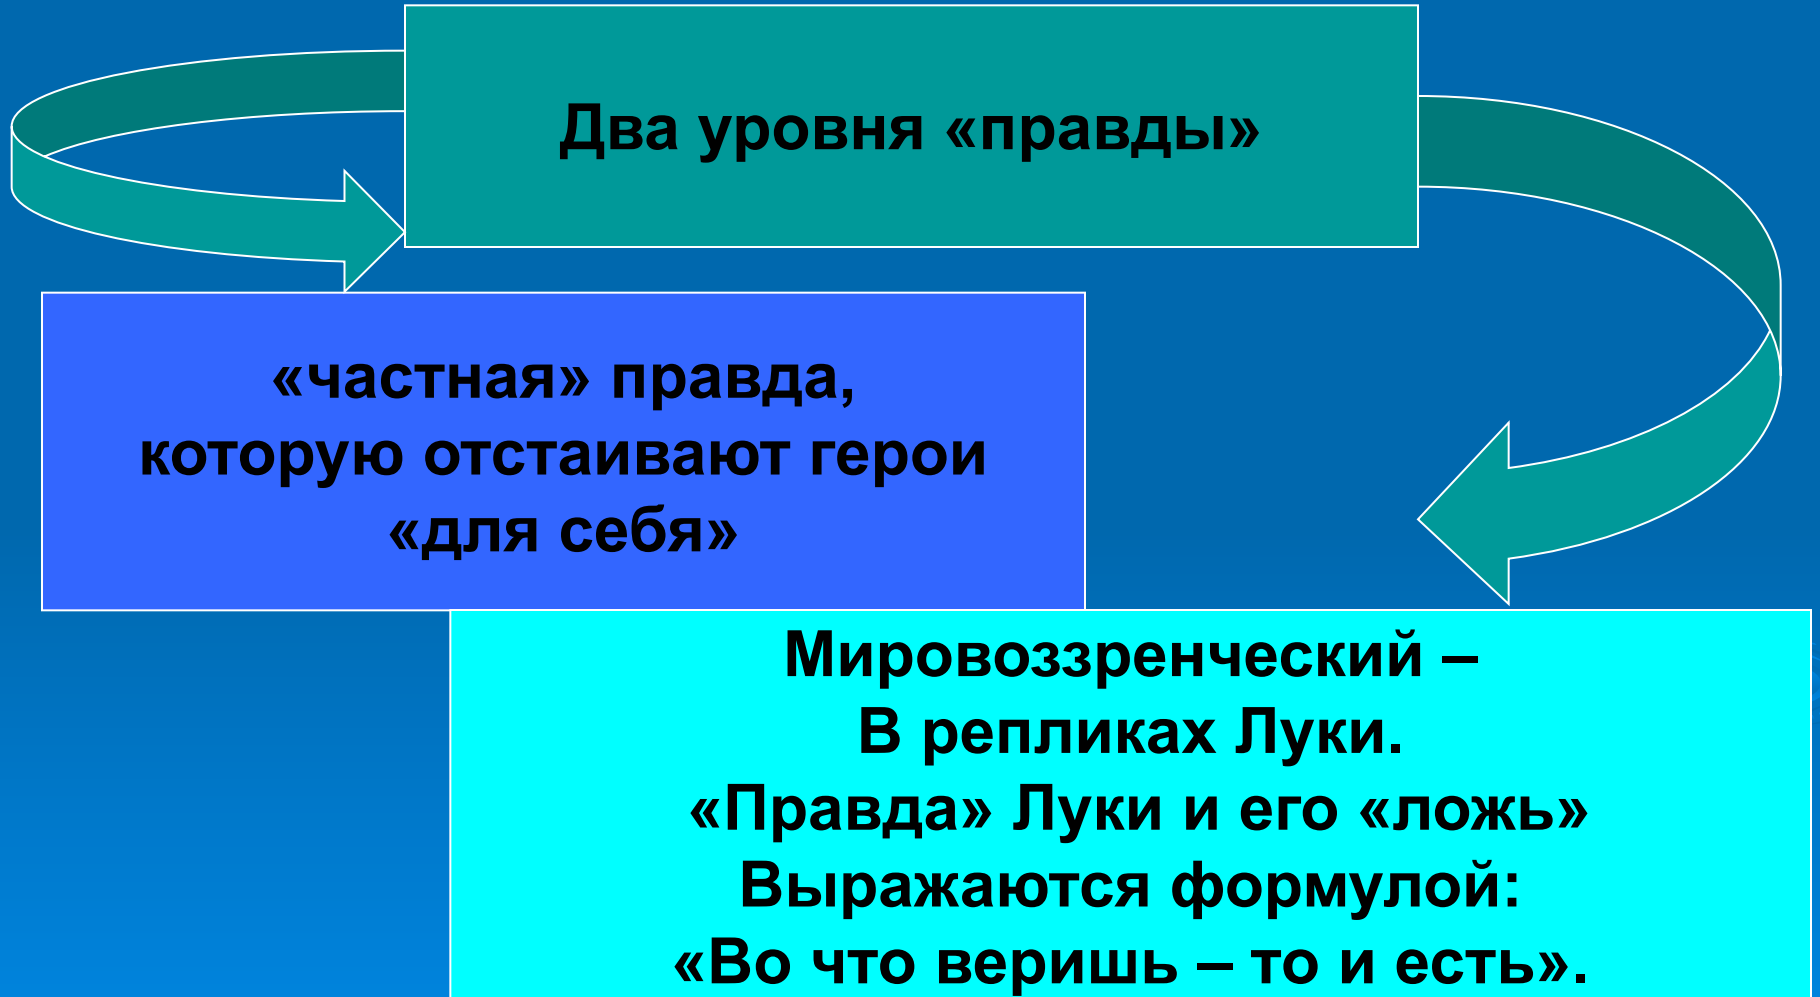 Два уровня «правды»
«частная» правда,
которую отстаивают герои
«для себя»
Мировоззренческий –
В репликах Луки.
«Правда» Луки и его «ложь»
Выражаются формулой:
«Во что веришь – то и есть».